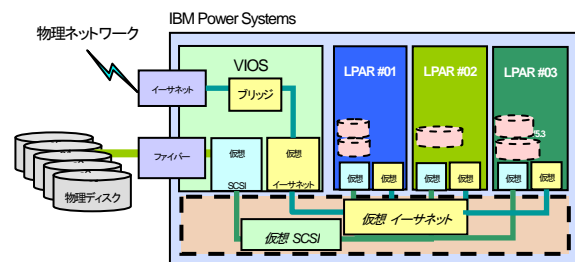 IBM Power Systems
物理ネットワーク
VIOS
LPAR #01
LPAR #02
LPAR #03
イーサネット
ブリッジ
5.3
ファイバー
仮想
SCSI
仮想
イーサネット
仮想
仮想
仮想
仮想
仮想
仮想
物理ディスク
仮想 イーサネット
仮想 SCSI